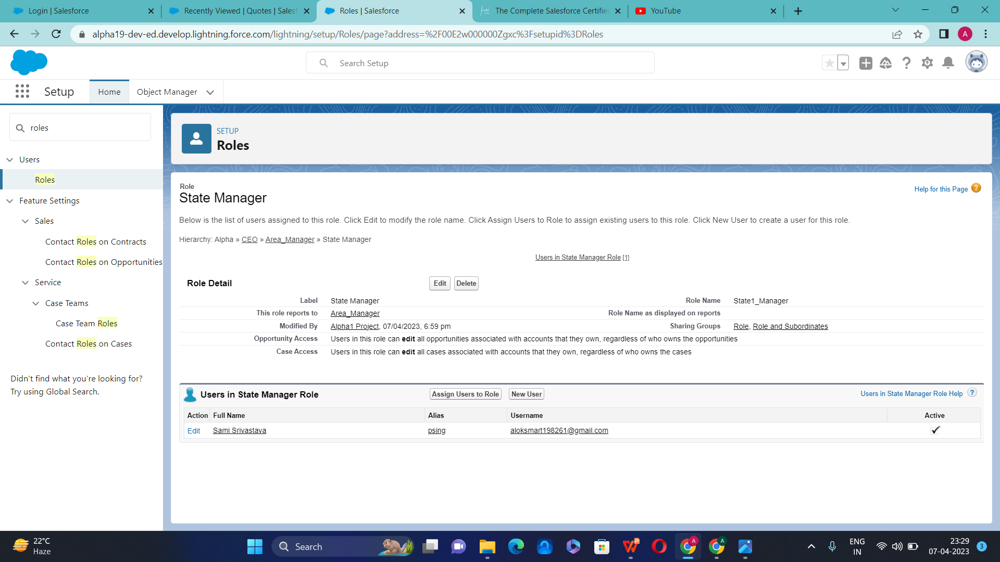 Login | Salesforce
Recently Viewed | Quotes | Salesf
Roles | Salesforce
The Complete Salesforce Certifie
YouTube
alpha19-dev-ed.develop.lightning.force.com/lightning/setup/Roles/page?address=%2F00E2w000000Zgxc%3Fsetupid%3DRoles
A
Search Setup
Setup
Home
Object Manager
roles
Users
Roles
Feature Settings
Sales
Contact Roles on Contracts
Contact Roles on Opportunities
Service
Case Teams
Case Team Roles
Contact Roles on Cases
Didn't find what you're looking for?
Try using Global Search.
SETUP
Roles
Role
State Manager
Help for this Page ?
Below is the list of users assigned to this role. Click Edit to modify the role name. Click Assign Users to Role to assign existing users to this role. Click New User to create a user for this role.
Hierarchy: Alpha » CEO » Area_Manager » State Manager
Users in State Manager Role [1]
Role Detail
Edit Delete
Label State Manager Role Name State1_Manager
This role reports to Area_Manager Role Name as displayed on reports
Modified By Alpha1 Project, 07/04/2023, 6:59 pm Sharing Groups Role, Role and Subordinates
Opportunity Access Users in this role can edit all opportunities associated with accounts that they own, regardless of who owns the opportunities
Case Access Users in this role can edit all cases associated with accounts that they own, regardless of who owns the cases
Users in State Manager Role
Assign Users to Role New User
Users in State Manager Role Help ?
Action Full Name Alias Username Active
Edit Sami Srivastava psing aloksmart198261@gmail.com
22°C
Haze
Search
ENG
IN
23:29
07-04-2023
3